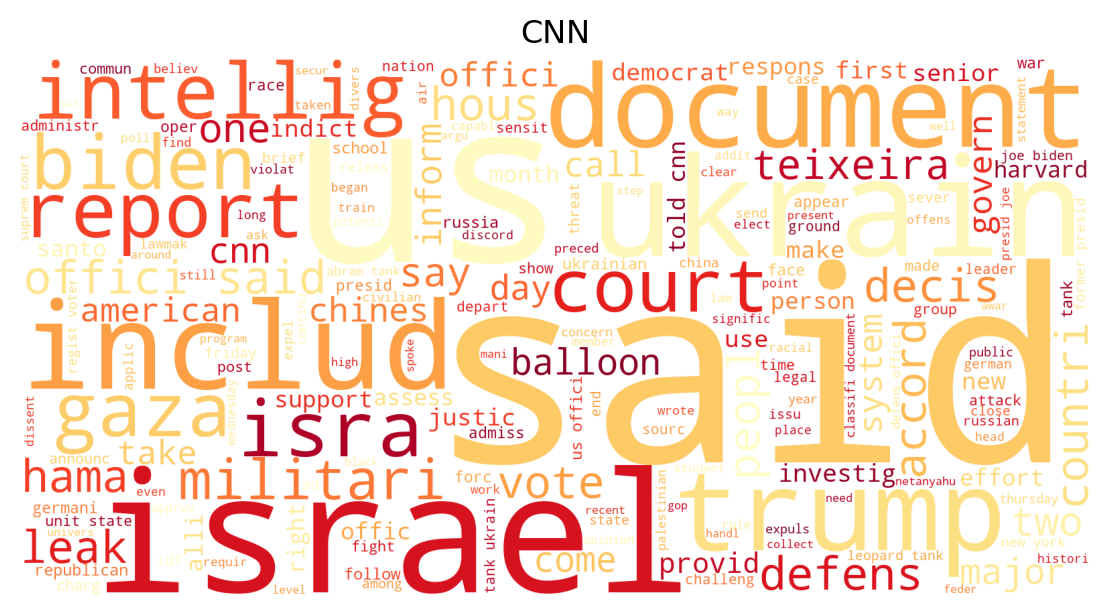 CNN
intellig
commun
believ
secur
divers
nation
air
offici
democrat
respons
first
senior
war
race
taken
hous
document
case
statement
administr
oper
find
one
indict
capabl
argu
sensit
way
well
biden
poll
school
brief
violat
inform
us
month
call
addit
clear
teixeira
govern
joe biden
harvard
suprem court
report
releas
began
train
potenti
long
ask
russia
discord
ukrain
threat
step
told cnn
send
elect
present
ground
appear
sever
offens
presid joe
presid
santo
lawmak
around
cnn
still
preced
make
offici said
abram tank
presid
say
show
ukrainian
china
face
made
leader
decis
tank
former
american
civilian
chines
day
depart
court
law
point
person
group
awar
regist voter
includ
program
expel
friday
applic
post
high
spoke
concern
member
signific
use
racial
time
legal
system
defens offici
accord
public
german
new
attack
close
russian
head
countri
balloon
mani
said
peopl
year
issu
place
classifi document
gaza
support
assess
justic
admiss
us offici
end
wrote
sourc
dissent
wednesday
isra
take
announc
hama
even
black
militari
forc
work
vote
student
palestinian
investig
need
netanyahu
effort
thursday
germani
unit state
univers
approv
leak
alli
right
offic
fight
israel
tank ukrain
recent
state
opinion
gop
trump
rule
handl
expuls
collect
two
new york
histori
republican
charg
requir
follow
among
level
come
provid
challeng
defens
leopard tank
major
feder